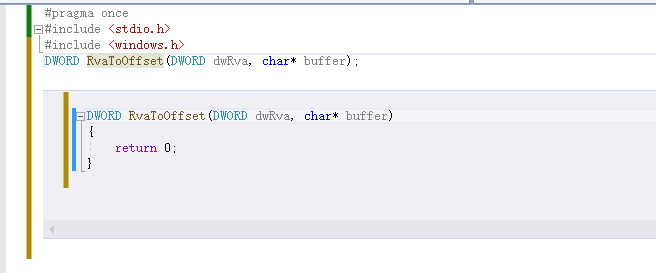 #pragma once
#include <stdio.h>
#include <windows.h>
DWORD RvaToOffset(DWORD dwRva, char* buffer);
DWORD RvaToOffset(DWORD dwRva, char* buffer)
{
return 0;
}